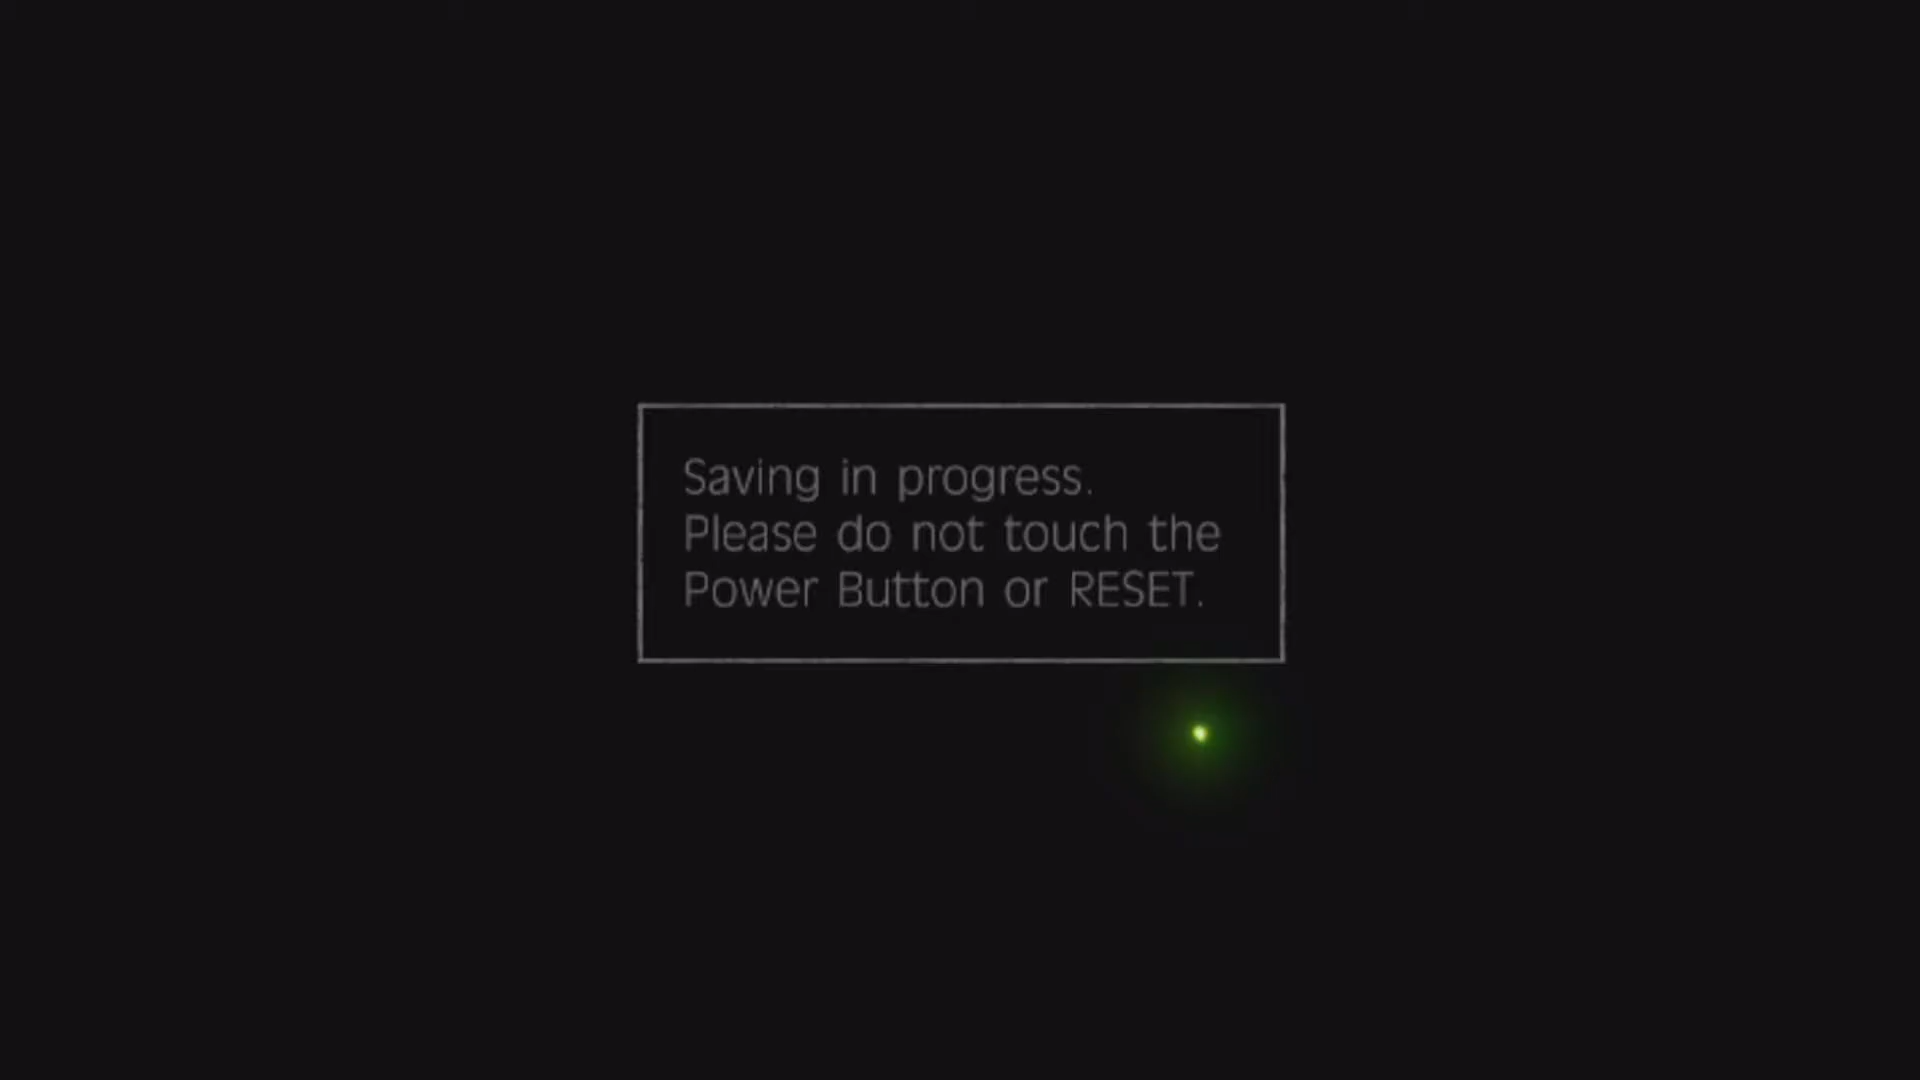 Saving in progress.
Please do not touch the
Power Button or RESET.